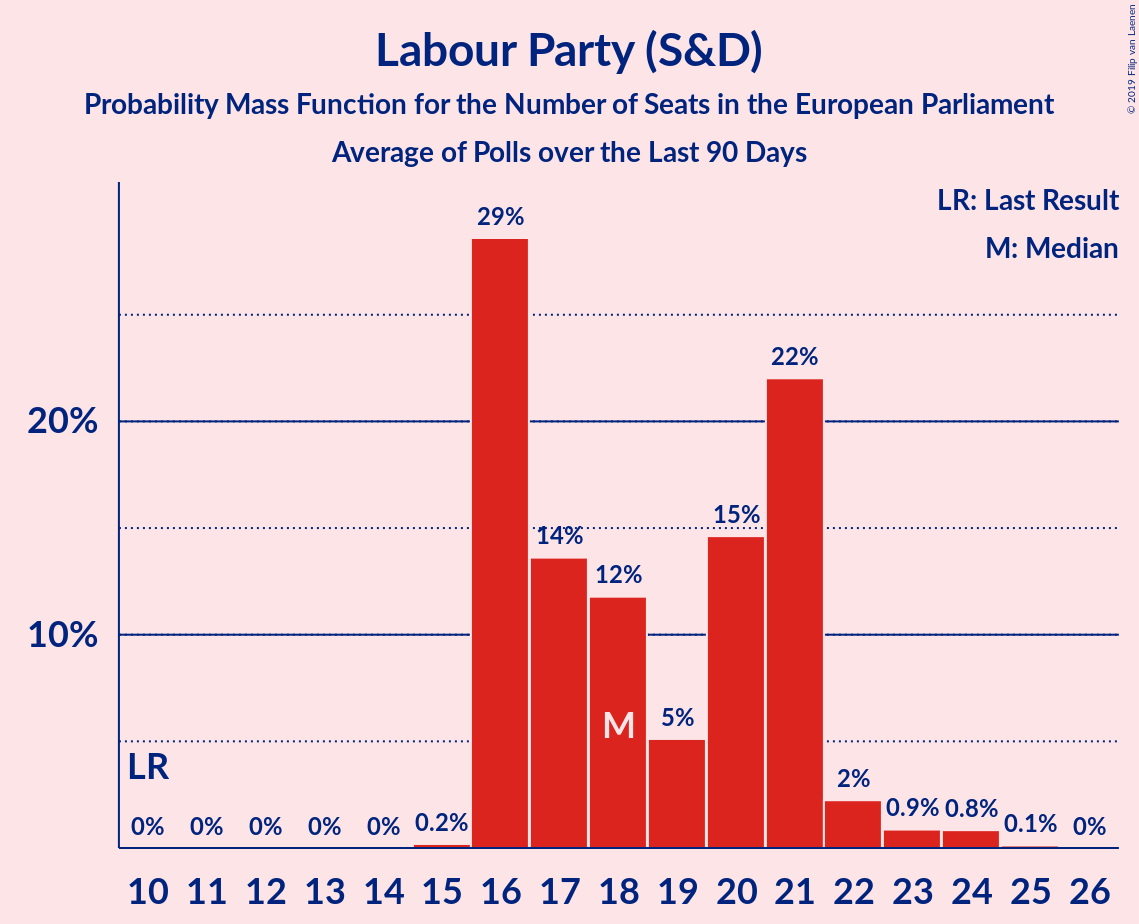 Labour Party (S&D)
Probability Mass Function for the Number of Seats in the European Parliament
Average of Polls over the Last 90 Days
© 2019 Filip van Laenen
LR: Last Result
M: Median
29%
22%
20%
15%
14%
12%
10%
M
5%
LR
2%
0% 0% 0% 0% 0% 0.2% 0.9% 0.8% 0.1% 0%
10 11 12 13 14 15 16 17 18 19 20 21 22 23 24 25 26